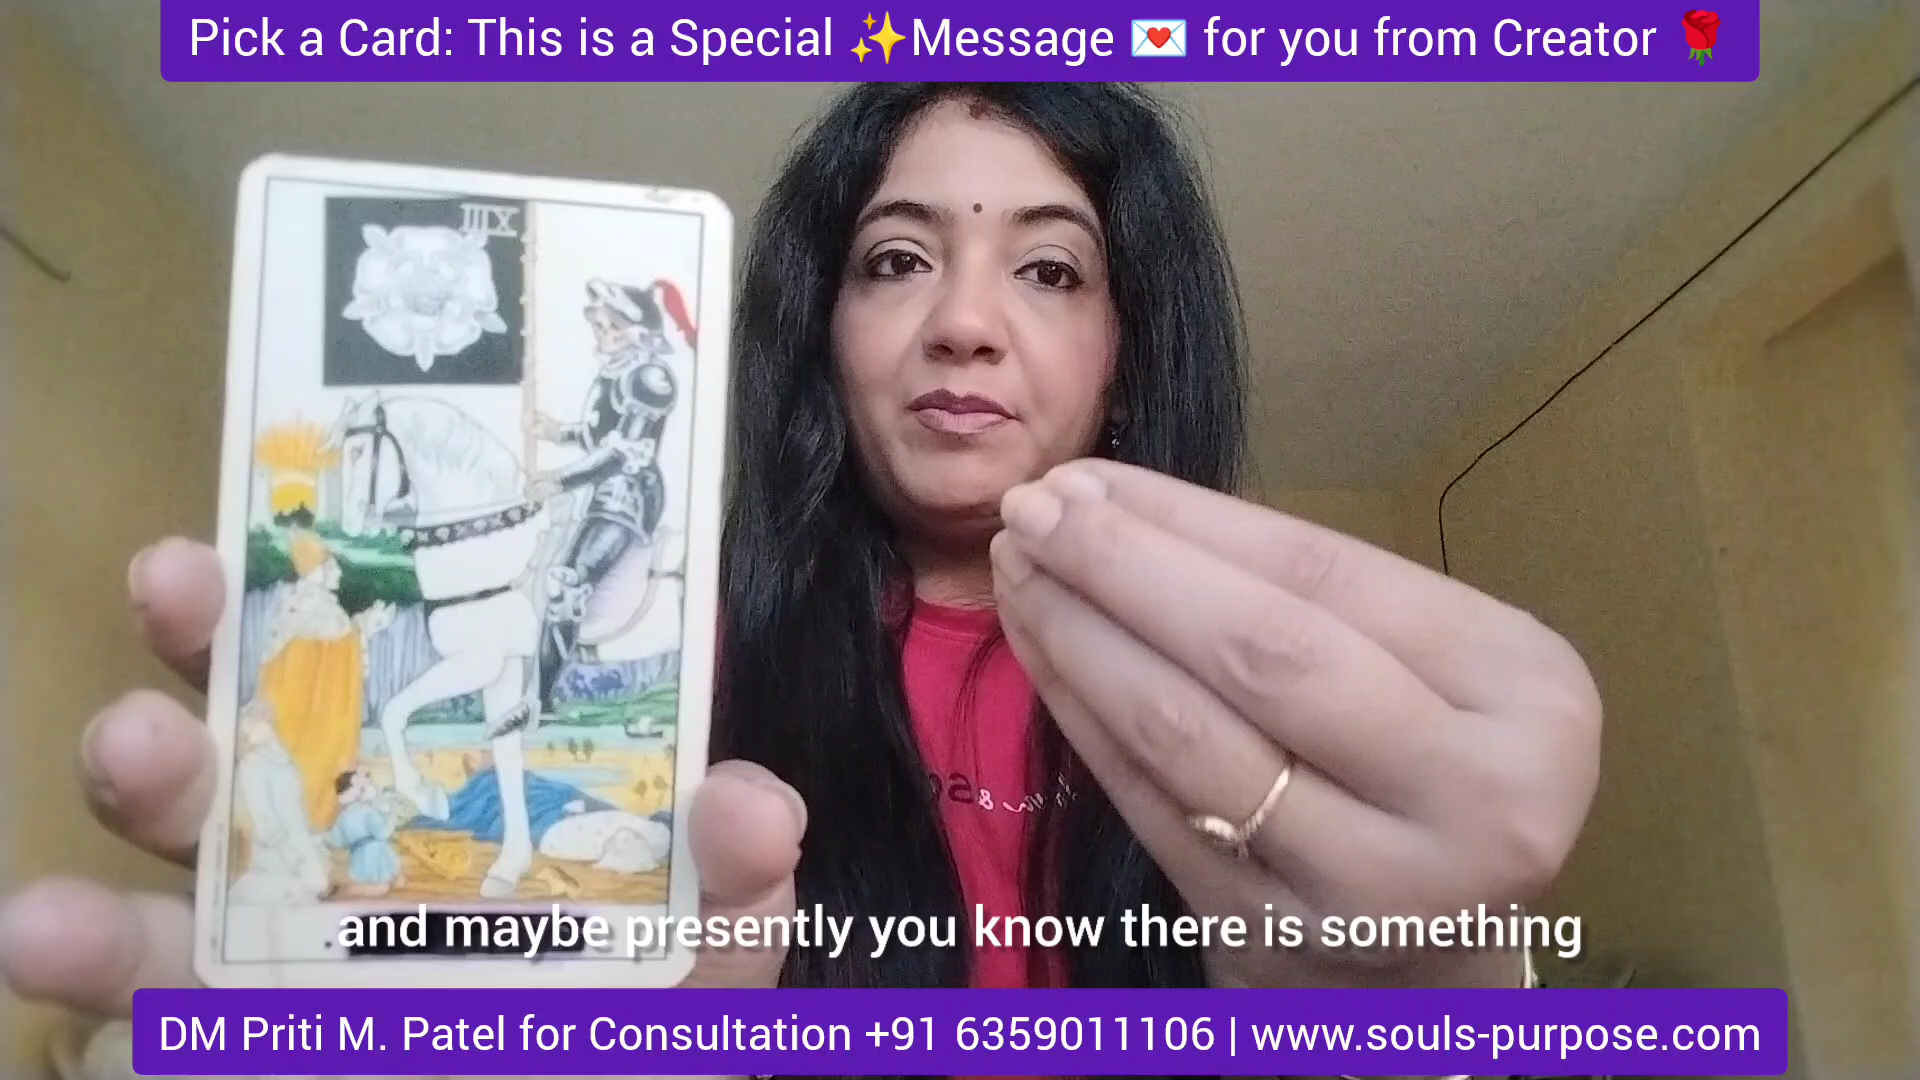 Pick a Card: This is a Special ✨Message 💌 for you from Creator 🌹
IIIX
and maybe presently you know there is something
DM Priti M. Patel for Consultation +91 6359011106 | www.souls-purpose.com